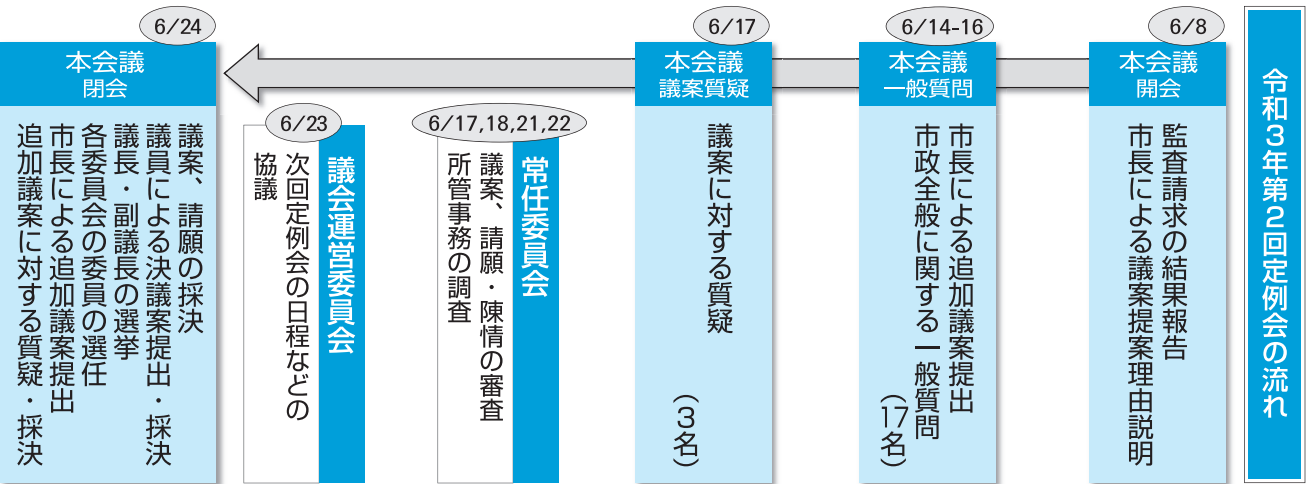 令和3年第2回定例会の流れ
6/8
本会議
開会
監査請求の結果報告
市長による議案提案理由説明
6/14-16
本会議
一般質問
市長による追加議案提出
市政全般に関する一般質問
(17名)
6/17
本会議
議案質疑
議案に対する質疑
(3名)
6/17,18,21,22
常任委員会
議案、請願・陳情の審査
所管事務の調査
6/23
議会運営委員会
次回定例会の日程などの
協議
6/24
本会議
閉会
議案、請願の採決
議員による決議案提出・採決
議長・副議長の選挙
各委員会の委員の選任
市長による追加議案提出
追加議案に対する質疑・採決